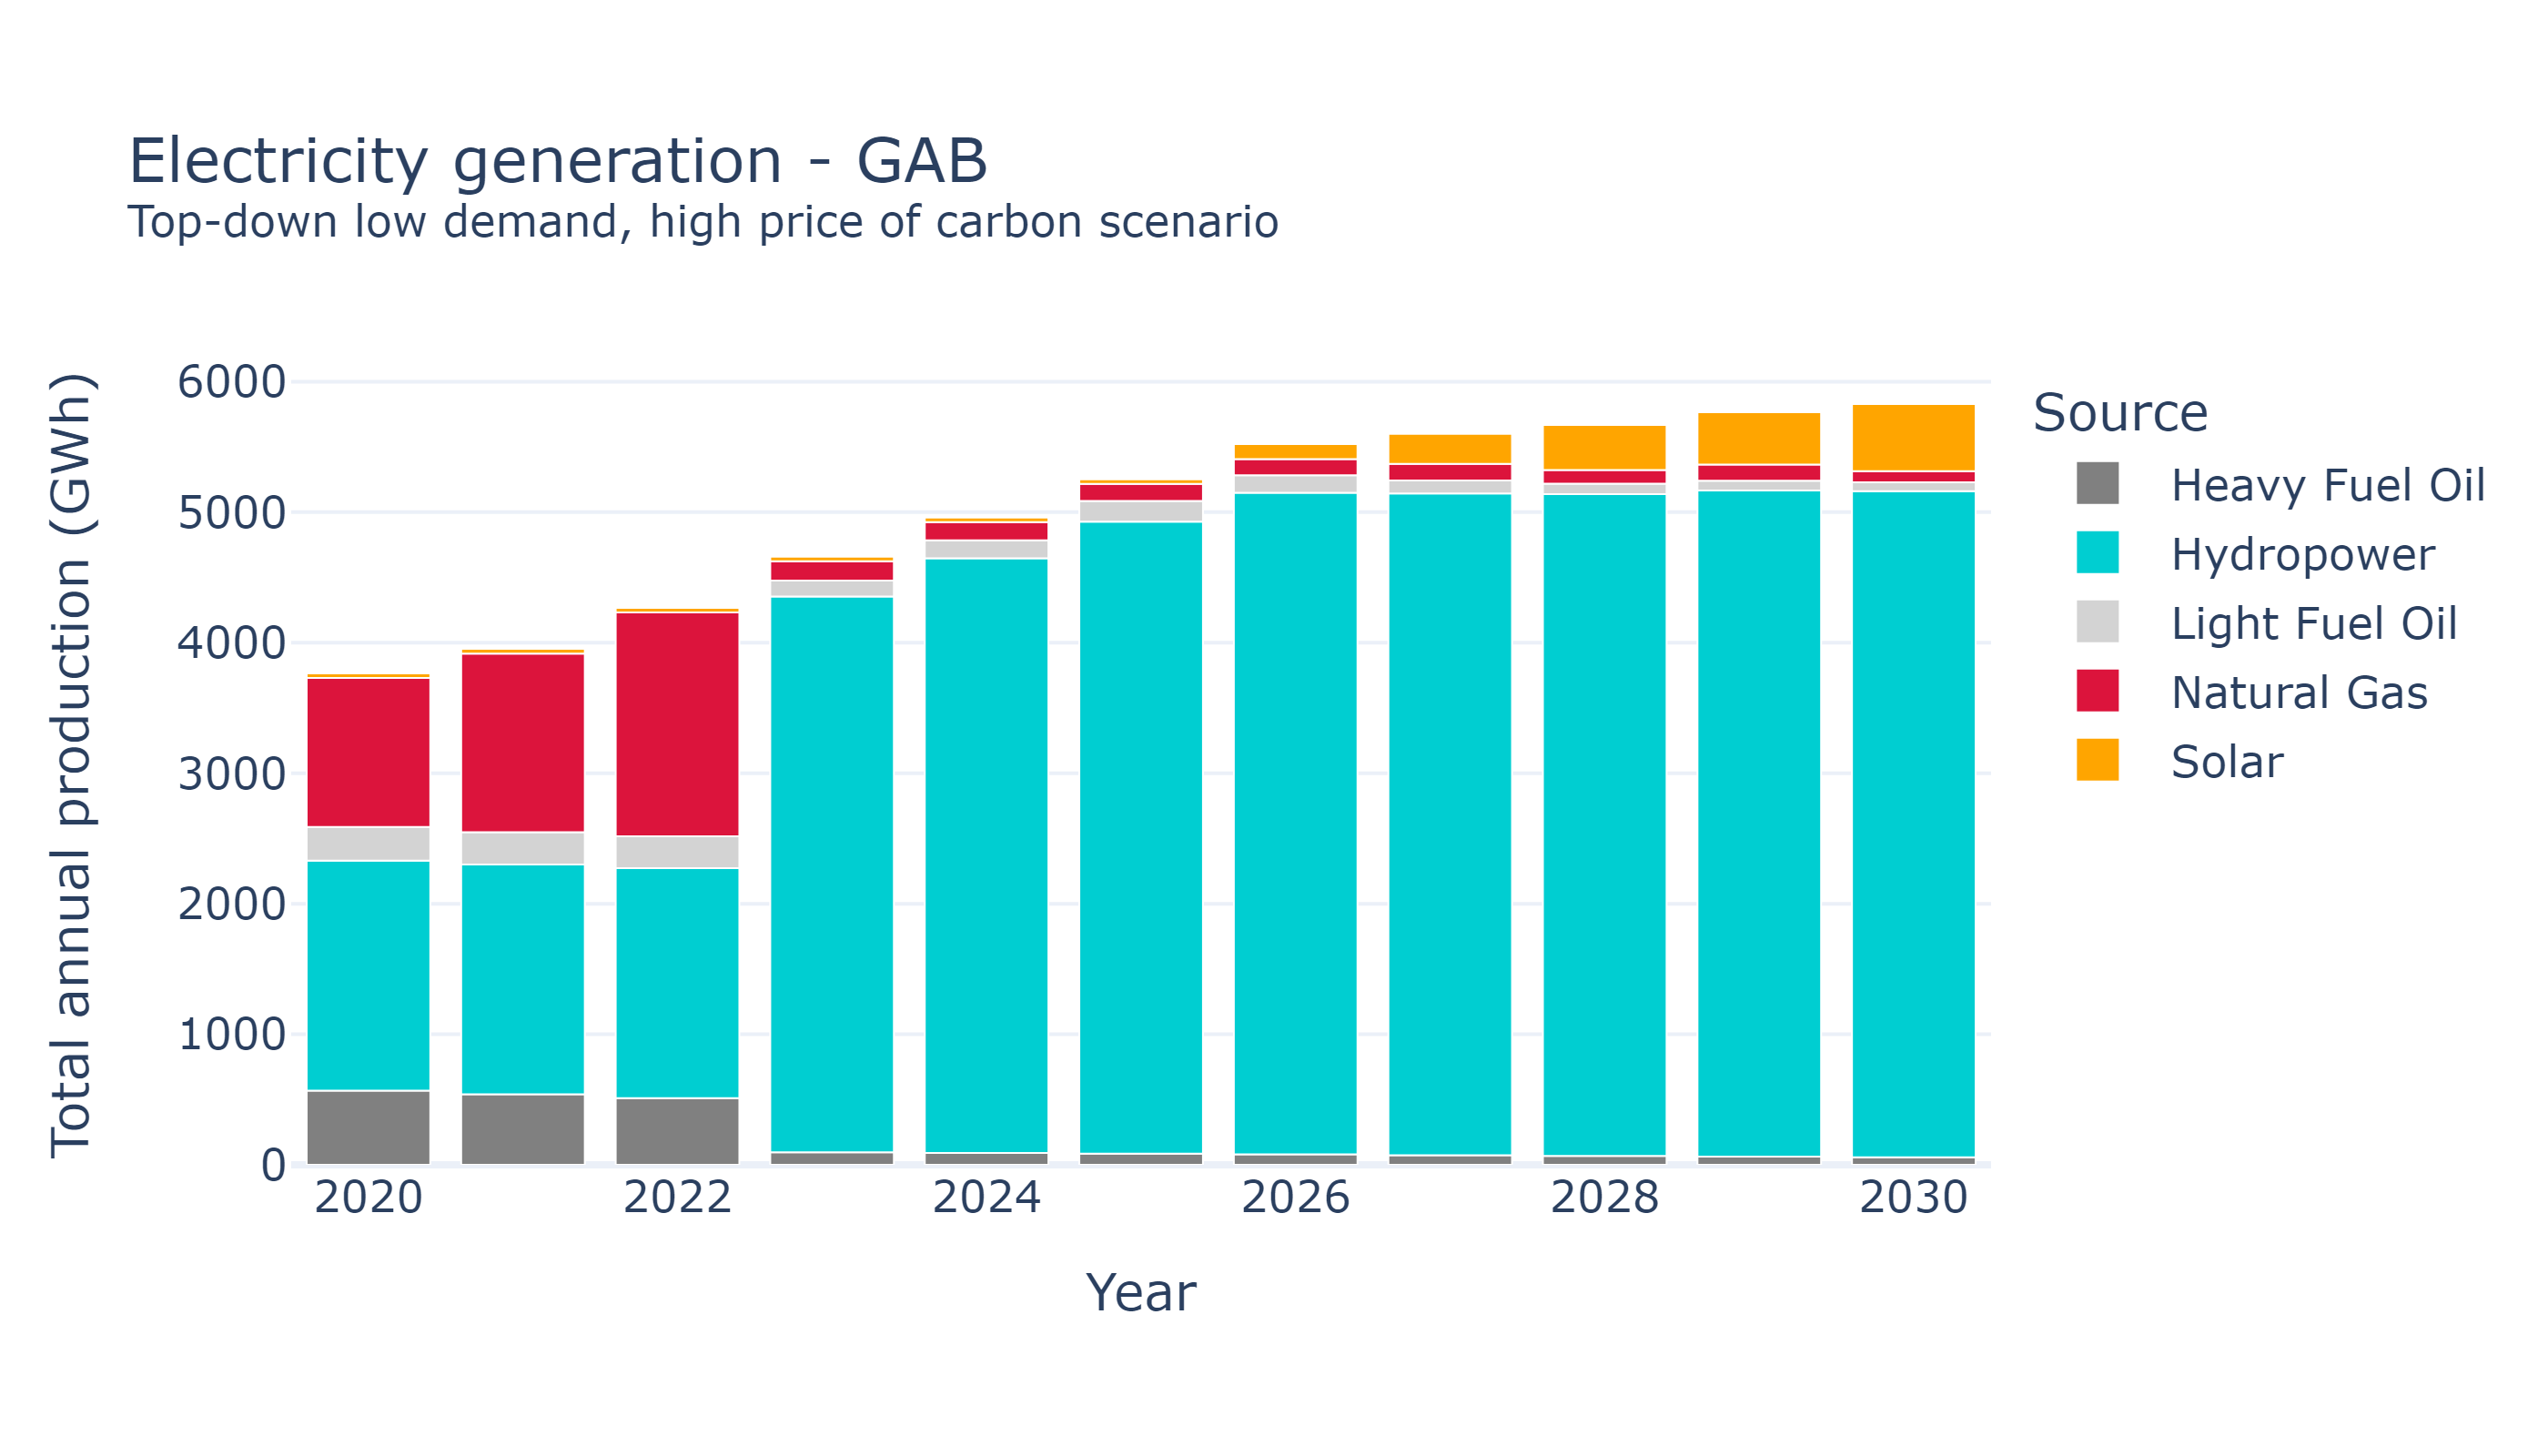 Electricity generation - GAB
Top-down low demand, high price of carbon scenario
Total annual production (GWh)
6000
5000
4000
3000
2000
1000
0
2020
2022
2024
2026
2028
2030
Year
Source
Heavy Fuel Oil
Hydropower
Light Fuel Oil
Natural Gas
Solar